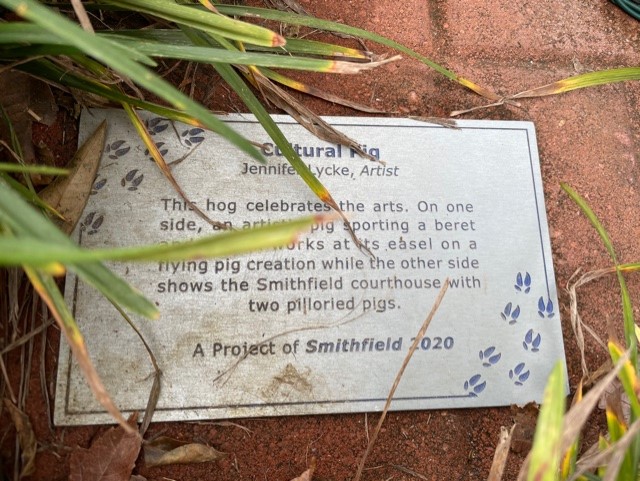 Cultural Pig
Jennifer Lycke, Artist
This hog celebrates the arts. On one
side, an artistic pig sporting a beret
works at its easel on a
flying pig creation while the other side
shows the Smithfield courthouse with
two pilloried pigs.
A Project of Smithfield 2020